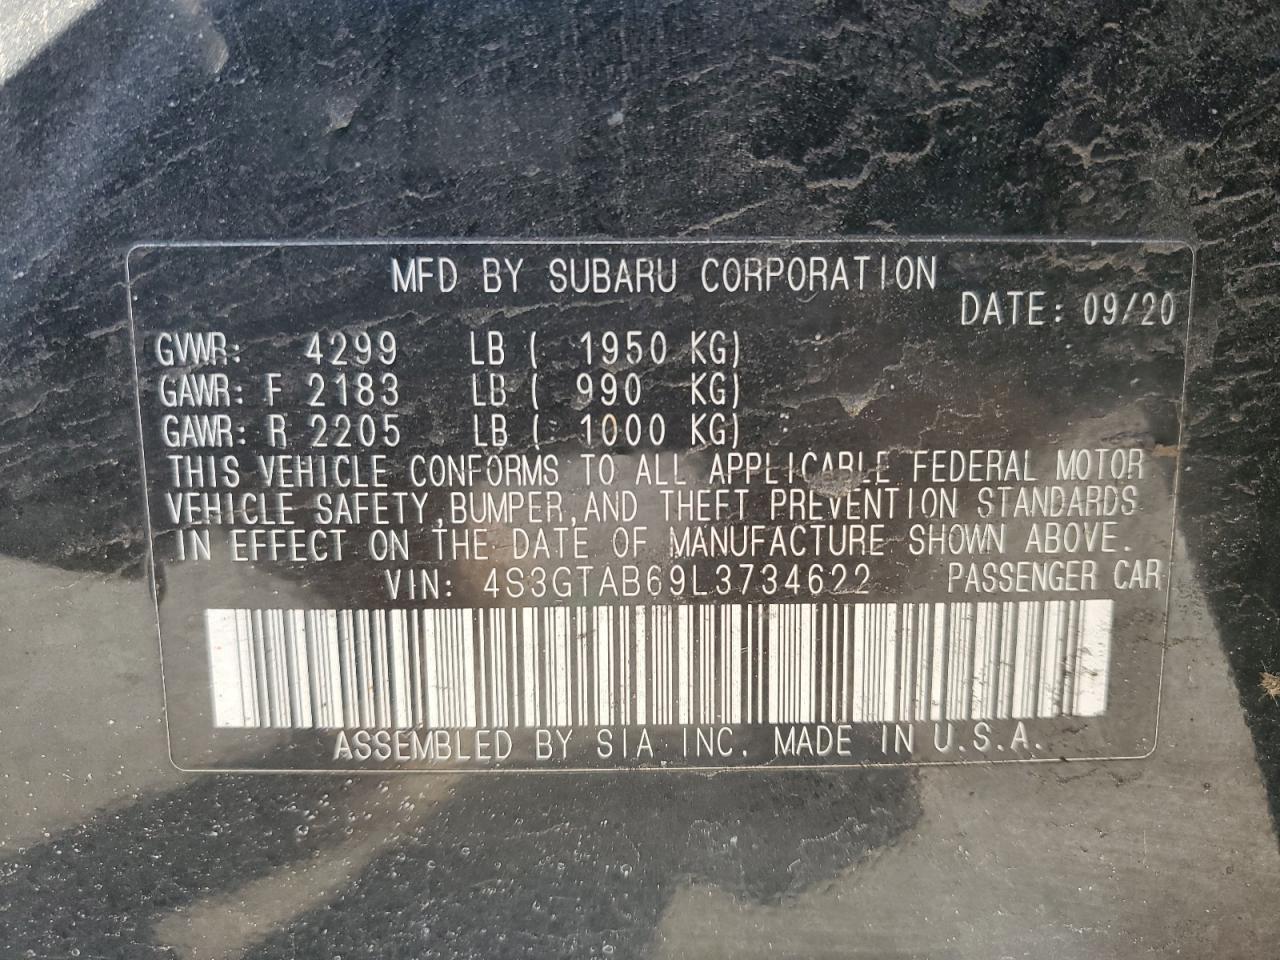 MFD BY SUBARU CORPORATION
DATE: 09/20
GVWR: 4299 LB ( 1950 KG)
GAWR: F 2183 LB ( 990 KG)
GAWR: R 2205 LB ( 1000 KG)
THIS VEHICLE CONFORMS TO ALL APPLICABLE FEDERAL MOTOR
VEHICLE SAFETY, BUMPER, AND THEFT PREVENTION STANDARDS
IN EFFECT ON THE DATE OF MANUFACTURE SHOWN ABOVE.
VIN: 4S3GTAB69L3734622 PASSENGER CAR
ASSEMBLED BY SIA INC. MADE IN U.S.A.